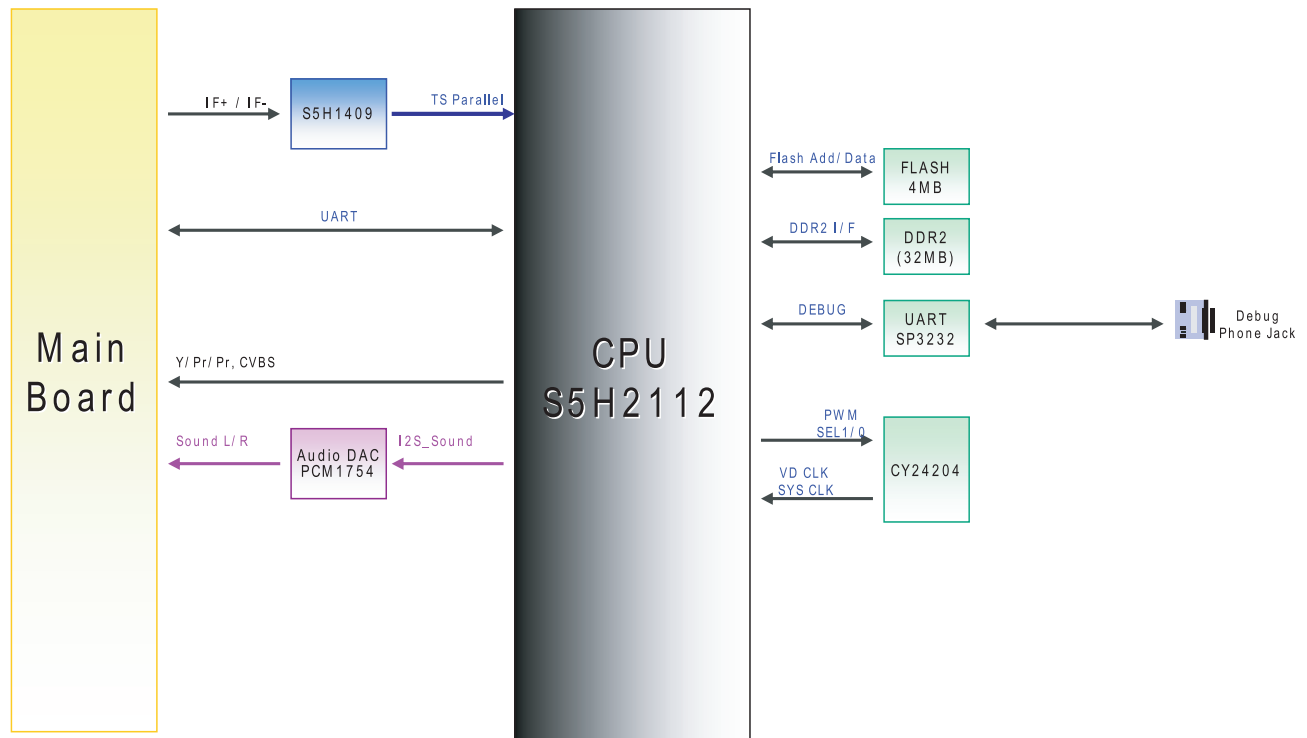 IF+ / IF-
S5H1409
TS Parallel
UART
Main
Board
Y/ Pr/ Pr, CVBS
Sound L/ R
Audio DAC
PCM1754
I2S_Sound
CPU
S5H2112
Flash Add/ Data
FLASH
4MB
DDR2 I/ F
DDR2
(32MB)
DEBUG
UART
SP3232
Debug
Phone Jack
PWM
SEL1/ 0
VD CLK
SYS CLK
CY24204